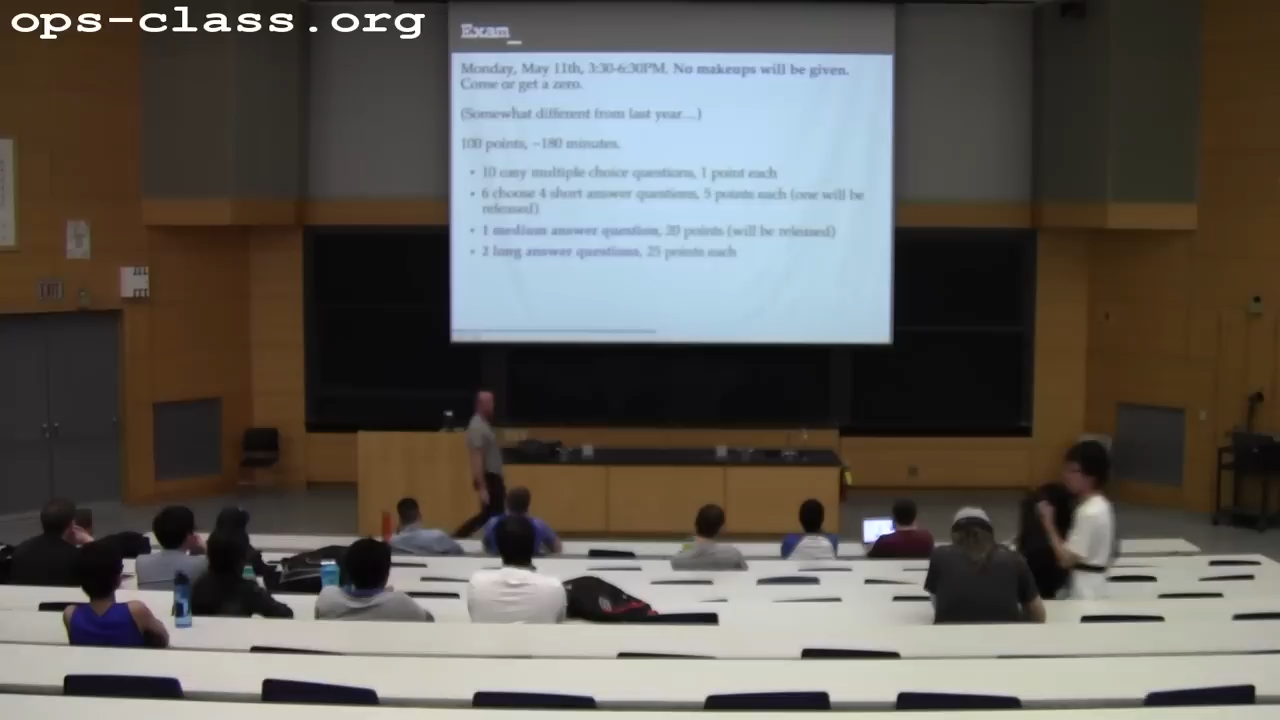 ops-class.org
Exam_
Monday, May 11th, 3:30-6:30PM. No makeups will be given.
Come or get a zero.
(Somewhat different from last year...)
100 points, ~180 minutes.
• 10 easy multiple choice questions, 1 point each
• 6 choose 4 short answer questions, 5 points each (one will be
released)
• 1 medium answer question, 20 points (will be released)
• 2 long answer questions, 25 points each
EXIT